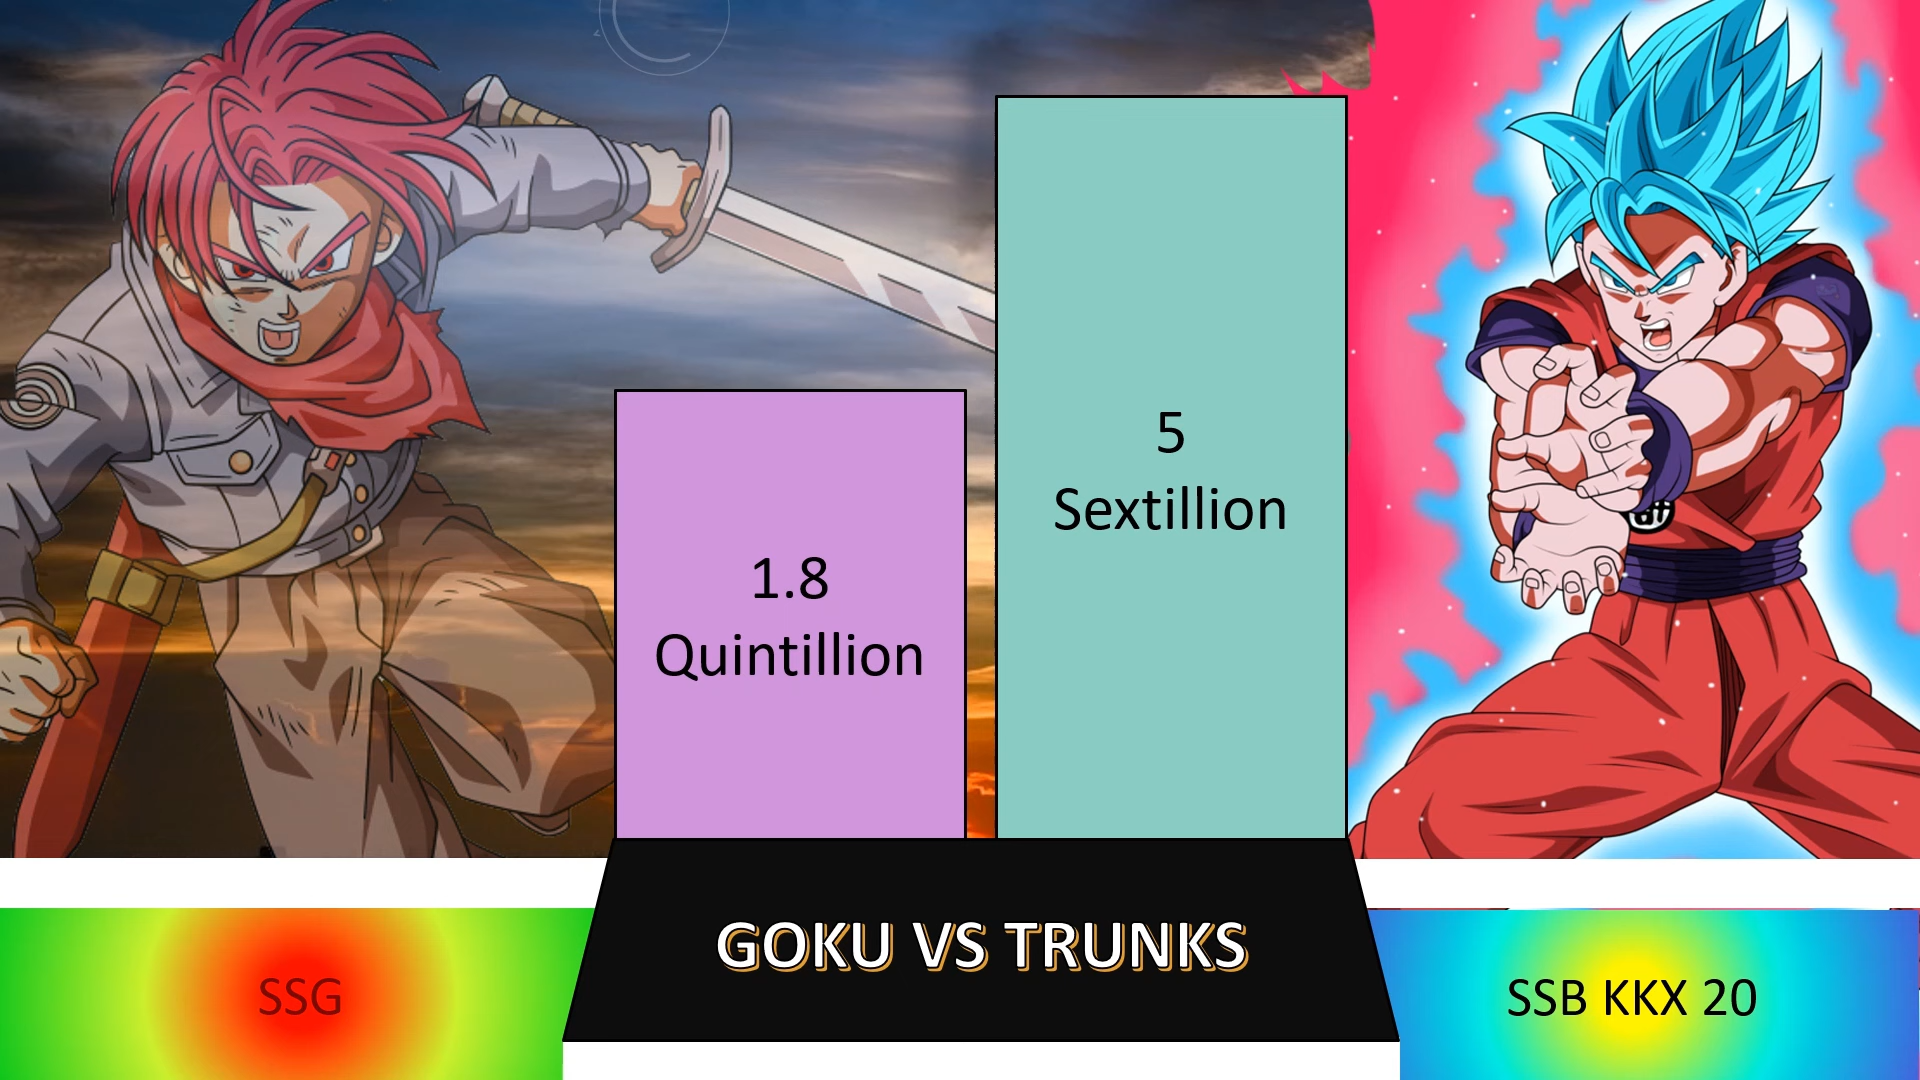 1.8
Quintillion
5
Sextillion
GOKU VS TRUNKS
SSG
SSB KKX 20